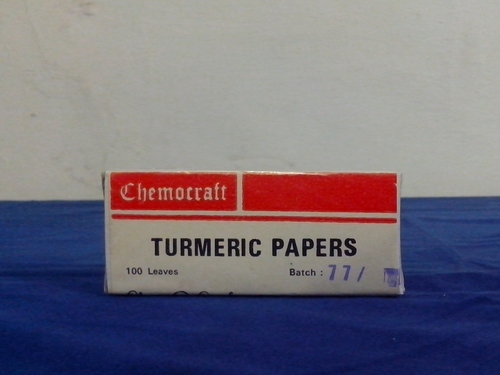 Chemocraft
TURMERIC PAPERS
100 Leaves Batch : 77/